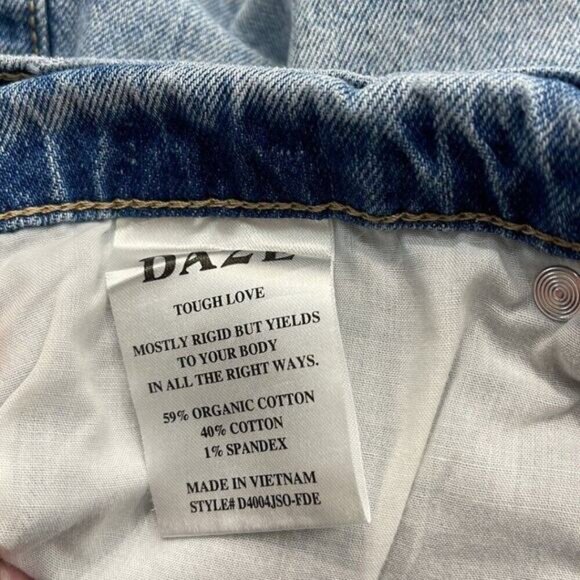 DAZE
TOUGH LOVE
MOSTLY RIGID BUT YIELDS
TO YOUR BODY
IN ALL THE RIGHT WAYS.
59% ORGANIC COTTON
40% COTTON
1% SPANDEX
MADE IN VIETNAM
STYLE# D4004JSO-FDE